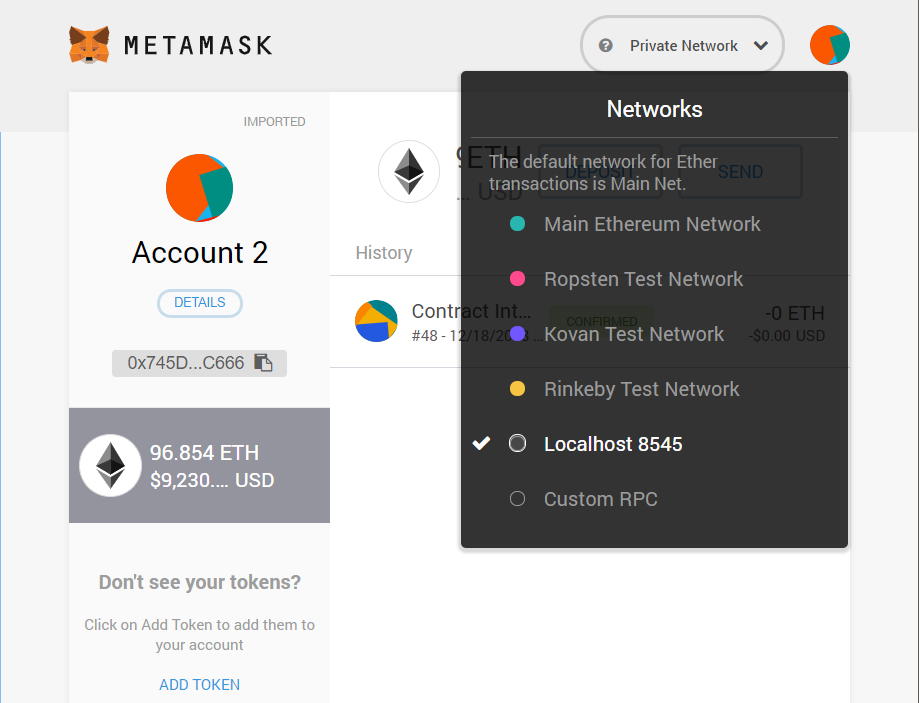 METAMASK
Private Network
IMPORTED
Account 2
DETAILS
0x745D...C666
96.854 ETH
$9,230.... USD
Don't see your tokens?
Click on Add Token to add them to
your account
ADD TOKEN
ETH
... USD
DEPOSIT
SEND
History
Contract Int...
#48 - 12/18/20
CONFIRMED
-0 ETH
-$0.00 USD
Networks
The default network for Ether
transactions is Main Net.
Main Ethereum Network
Ropsten Test Network
Kovan Test Network
Rinkeby Test Network
Localhost 8545
Custom RPC